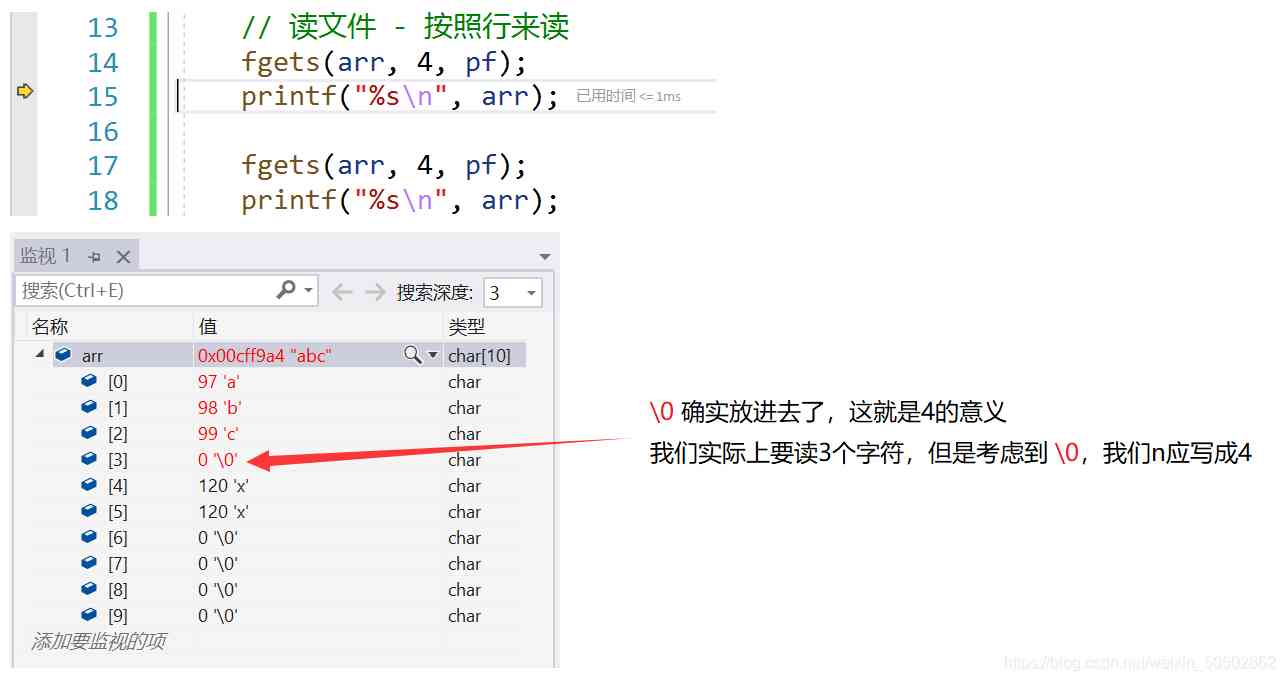 13 // 读文件 - 按照行来读
14 fgets(arr, 4, pf);
15 printf("%s\n", arr); 已用时间 <= 1ms
16
17 fgets(arr, 4, pf);
18 printf("%s\n", arr);
监视 1
搜索(Ctrl+E) 搜索深度: 3
名称 值 类型
arr 0x00cff9a4 "abc" char[10]
[0] 97 'a' char
[1] 98 'b' char
[2] 99 'c' char
[3] 0 '\0' char
[4] 120 'x' char
[5] 120 'x' char
[6] 0 '\0' char
[7] 0 '\0' char
[8] 0 '\0' char
[9] 0 '\0' char
添加要监视的项
\0 确实放进去了，这就是4的意义
我们实际上要读3个字符，但是考虑到 \0，我们n应写成4
https://blog.csdn.net/weixin_50502862